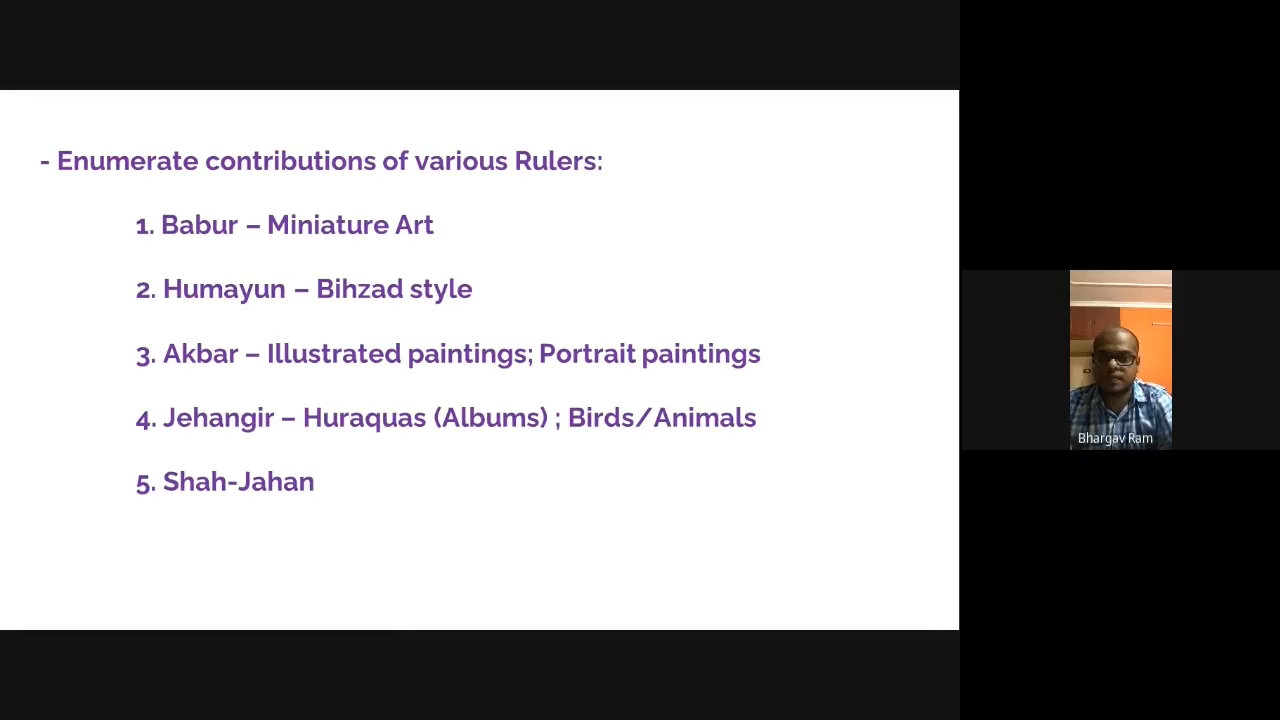 - Enumerate contributions of various Rulers:
1. Babur – Miniature Art
2. Humayun – Bihzad style
3. Akbar – Illustrated paintings; Portrait paintings
4. Jehangir – Huraquas (Albums) ; Birds/Animals
5. Shah-Jahan
Bhargav Ram